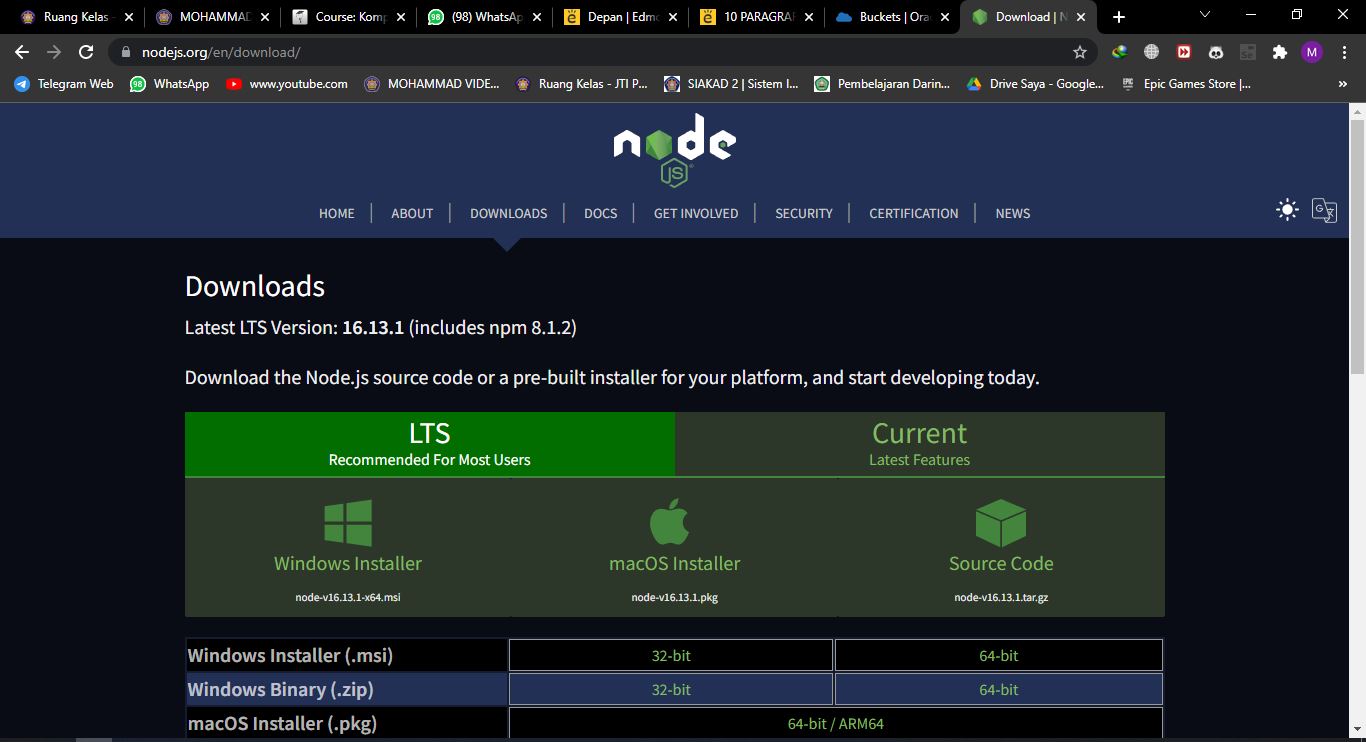 Ruang Kelas
MOHAMMAD
Course: Komp
(98) WhatsAp
Depan | Edm
10 PARAGRA
Buckets | Ora
Download | N
nodejs.org/en/download/
M
Telegram Web
WhatsApp
www.youtube.com
MOHAMMAD VIDE...
Ruang Kelas - JTI P...
SIAKAD 2 | Sistem I...
Pembelajaran Darin...
Drive Saya - Google...
Epic Games Store |...
»
node
JS
HOME
ABOUT
DOWNLOADS
DOCS
GET INVOLVED
SECURITY
CERTIFICATION
NEWS
Downloads
Latest LTS Version: 16.13.1 (includes npm 8.1.2)
Download the Node.js source code or a pre-built installer for your platform, and start developing today.
LTS
Recommended For Most Users
Current
Latest Features
Windows Installer
node-v16.13.1-x64.msi
macOS Installer
node-v16.13.1.pkg
Source Code
node-v16.13.1.tar.gz
Windows Installer (.msi)
32-bit
64-bit
Windows Binary (.zip)
32-bit
64-bit
macOS Installer (.pkg)
64-bit / ARM64